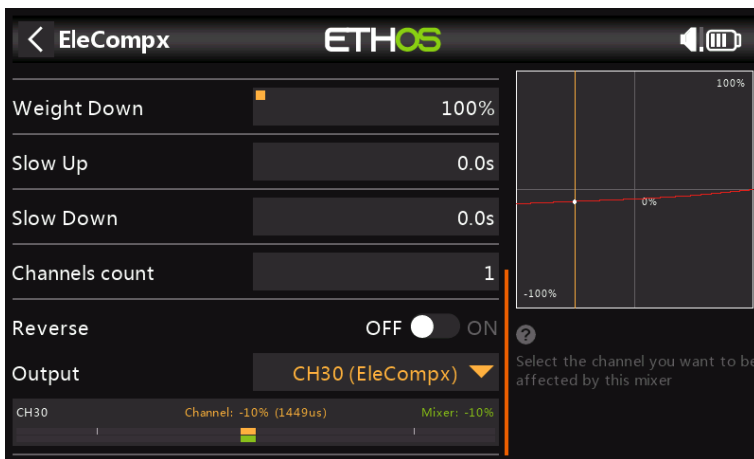 < EleCompx
ETHOS
Weight Down 100%
Slow Up 0.0s
Slow Down 0.0s
Channels count 1
Reverse OFF ON
Output CH30 (EleCompx)
CH30 Channel: -10% (1449us) Mixer: -10%
100%
0%
-100%
?
Select the channel you want to be
affected by this mixer